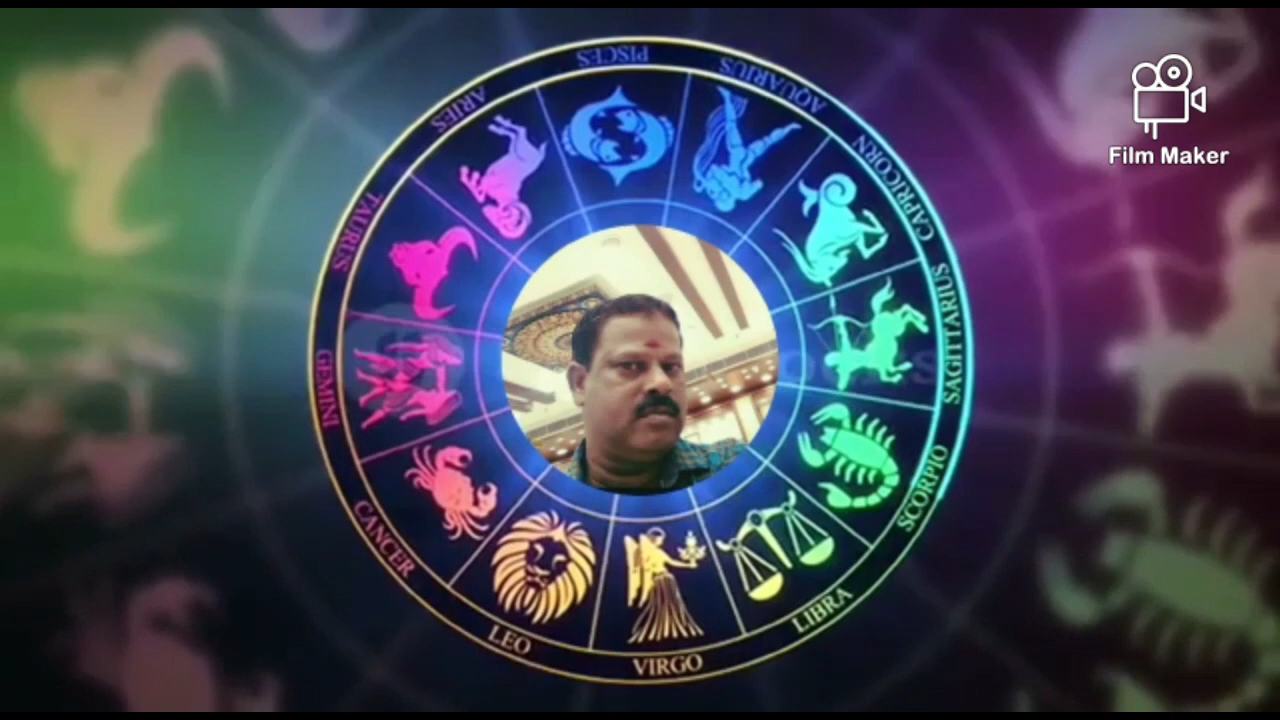 PISCES
AQUARIUS
CAPRICORN
SAGITTARIUS
SCORPIO
LIBRA
VIRGO
LEO
CANCER
GEMINI
TAURUS
ARIES
Film Maker